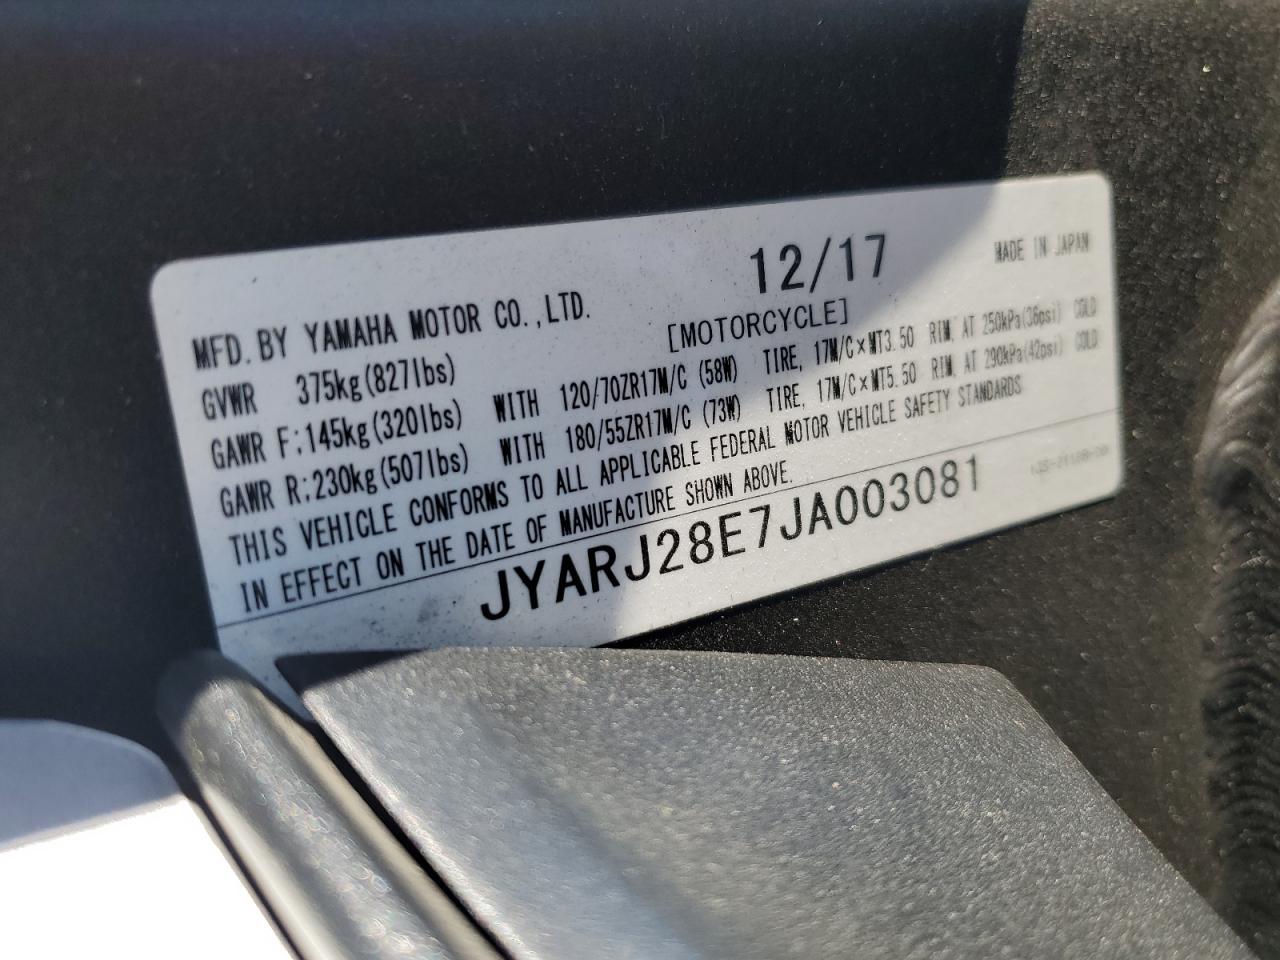 MFD. BY YAMAHA MOTOR CO.,LTD. 12/17 MADE IN JAPAN
GVWR 375kg(827lbs) [MOTORCYCLE]
GAWR F:145kg(320lbs) WITH 120/70ZR17M/C (58W) TIRE, 17M/C×MT3.50 RIM, AT 250kPa(36psi) COLD
GAWR R:230kg(507lbs) WITH 180/55ZR17M/C (73W) TIRE, 17M/C×MT5.50 RIM, AT 290kPa(42psi) COLD
THIS VEHICLE CONFORMS TO ALL APPLICABLE FEDERAL MOTOR VEHICLE SAFETY STANDARDS
IN EFFECT ON THE DATE OF MANUFACTURE SHOWN ABOVE.
JYARJ28E7JA003081